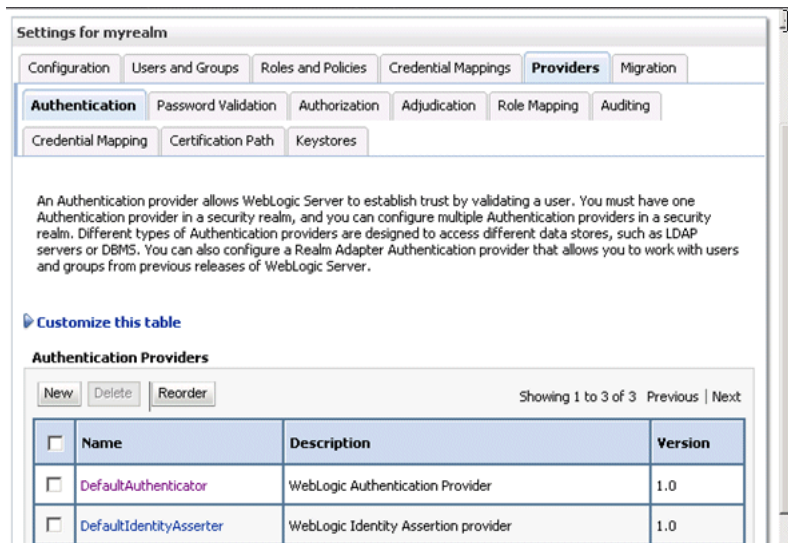 Settings for myrealm
Configuration Users and Groups Roles and Policies Credential Mappings Providers Migration
Authentication Password Validation Authorization Adjudication Role Mapping Auditing
Credential Mapping Certification Path Keystores
An Authentication provider allows WebLogic Server to establish trust by validating a user. You must have one
Authentication provider in a security realm, and you can configure multiple Authentication providers in a security
realm. Different types of Authentication providers are designed to access different data stores, such as LDAP
servers or DBMS. You can also configure a Realm Adapter Authentication provider that allows you to work with users
and groups from previous releases of WebLogic Server.
Customize this table
Authentication Providers
New Delete Reorder Showing 1 to 3 of 3 Previous | Next
Name Description Version
DefaultAuthenticator WebLogic Authentication Provider 1.0
DefaultIdentityAsserter WebLogic Identity Assertion provider 1.0